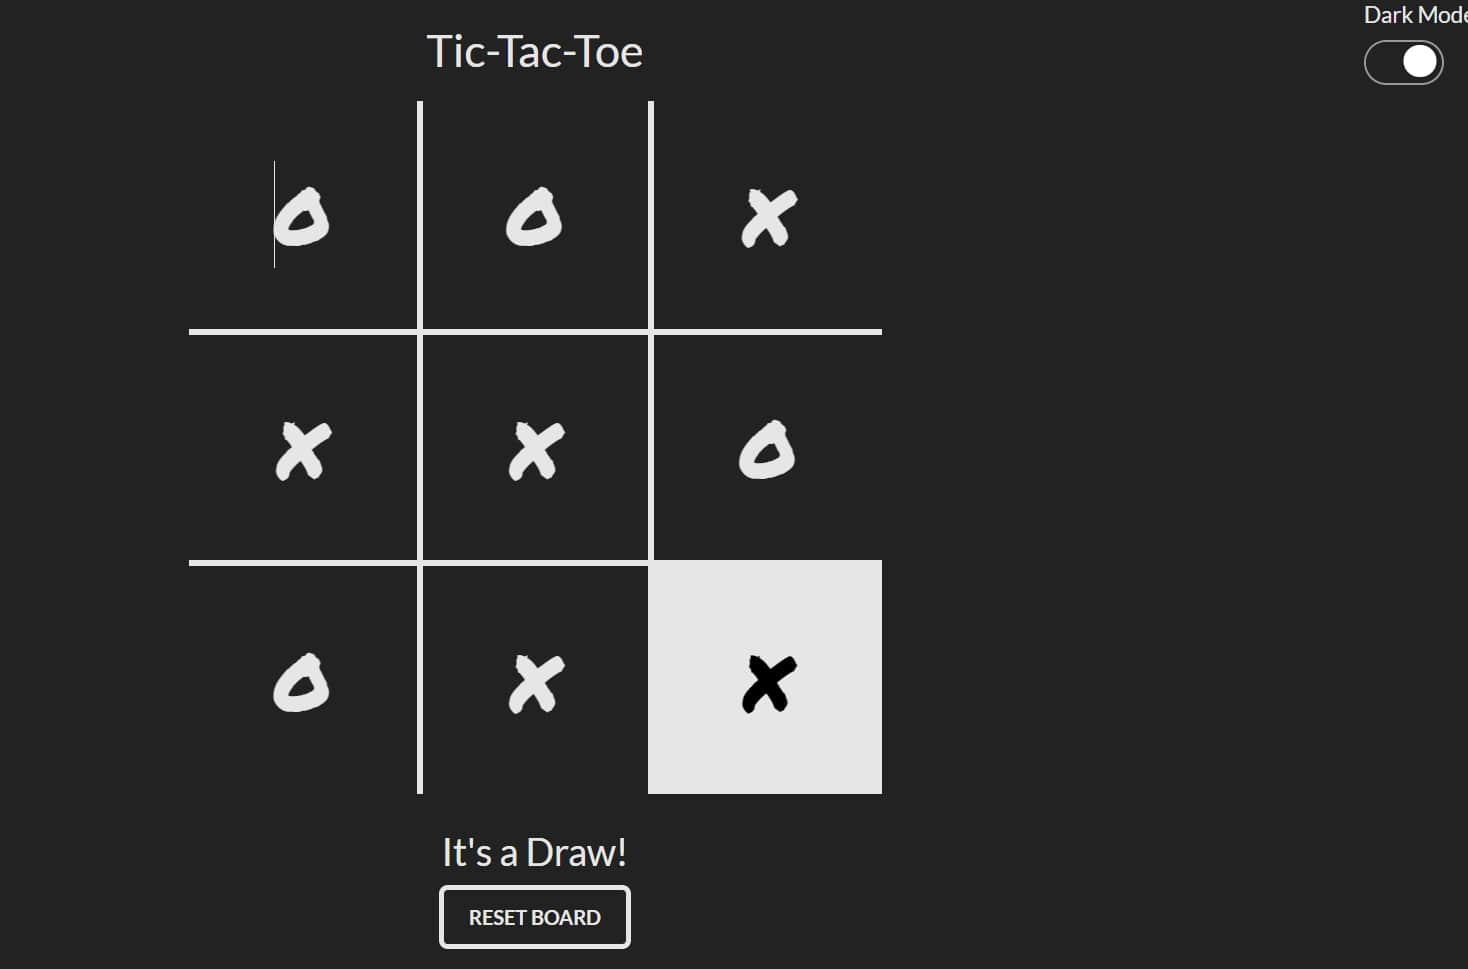 Dark Mode
Tic-Tac-Toe
O O X
X X O
O X X
It's a Draw!
RESET BOARD